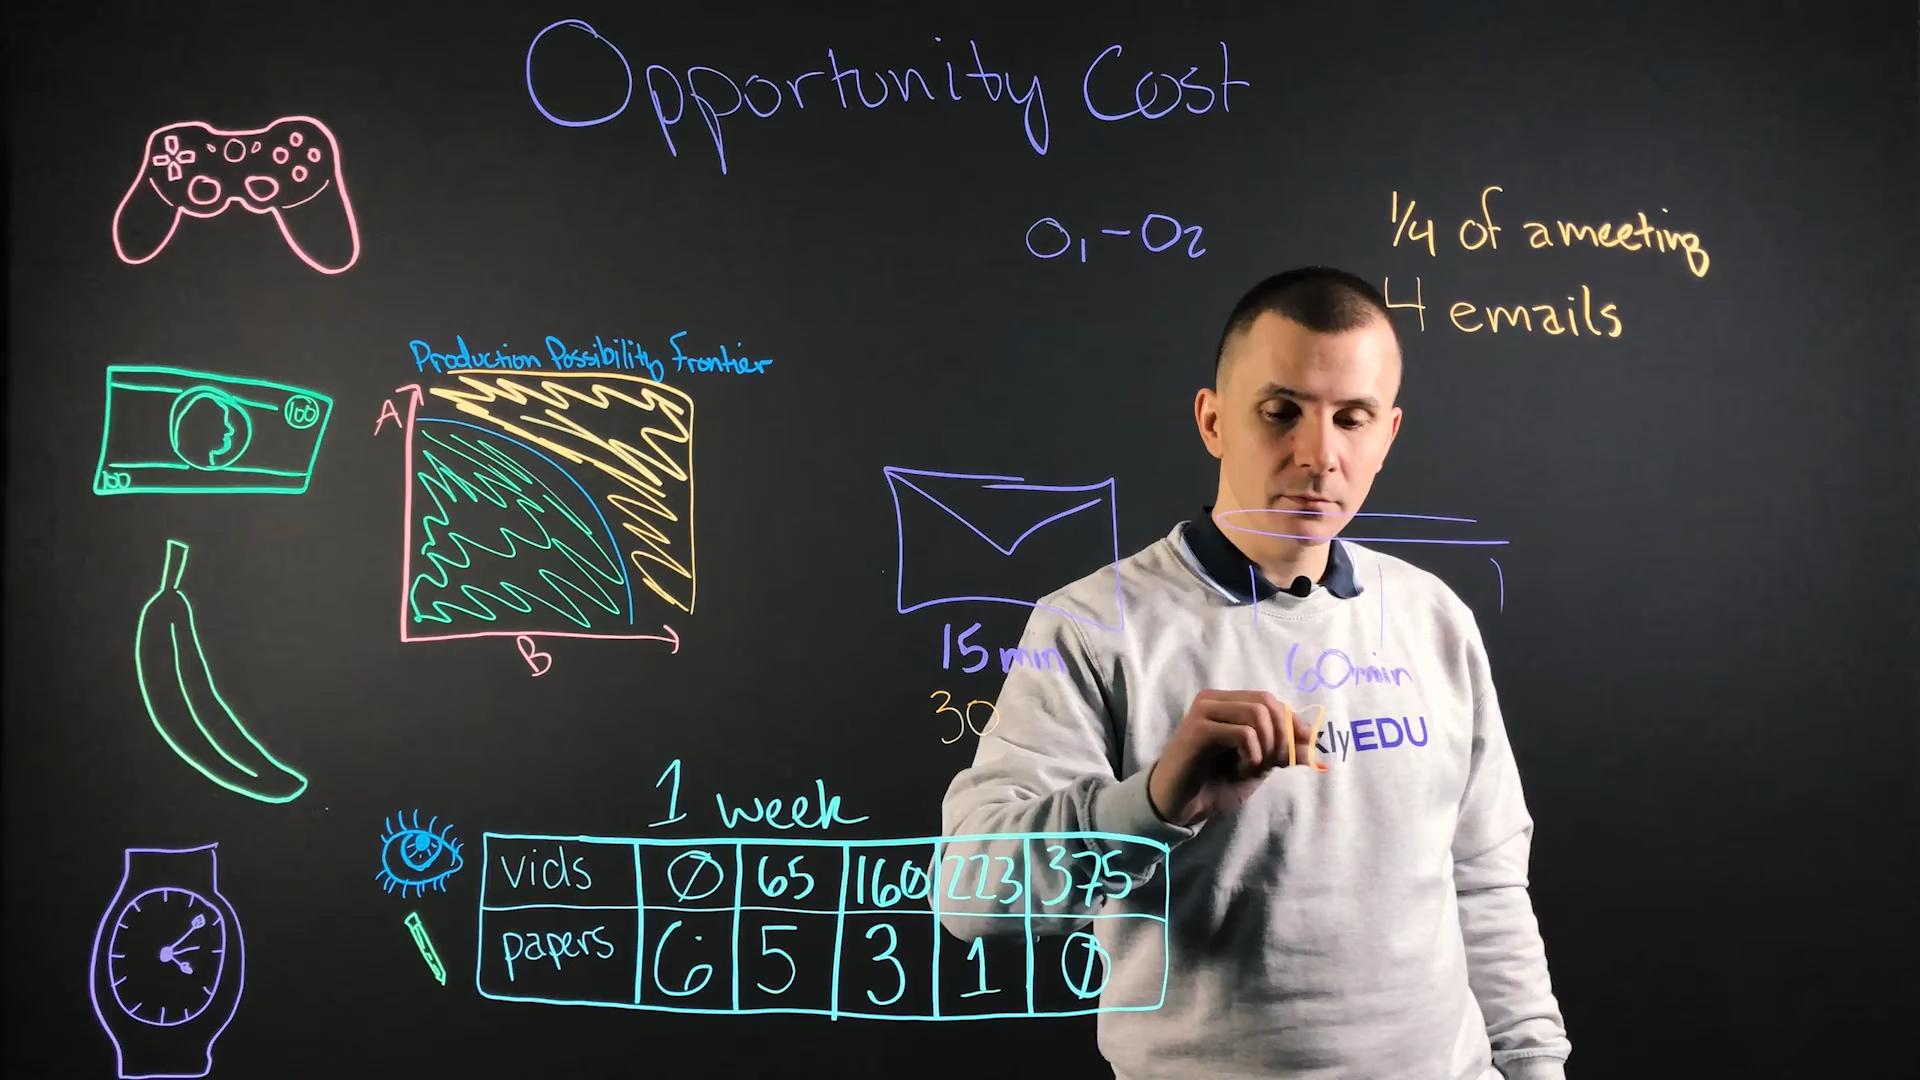 Opportunity Cost
O1 - O2
1/4 of a meeting
4 emails
100
100
Production Possibility Frontier
A
B
15 min
60 min
30
klyEDU
1 week
vids Ø 65 160 223 375
papers 6 5 3 1 Ø